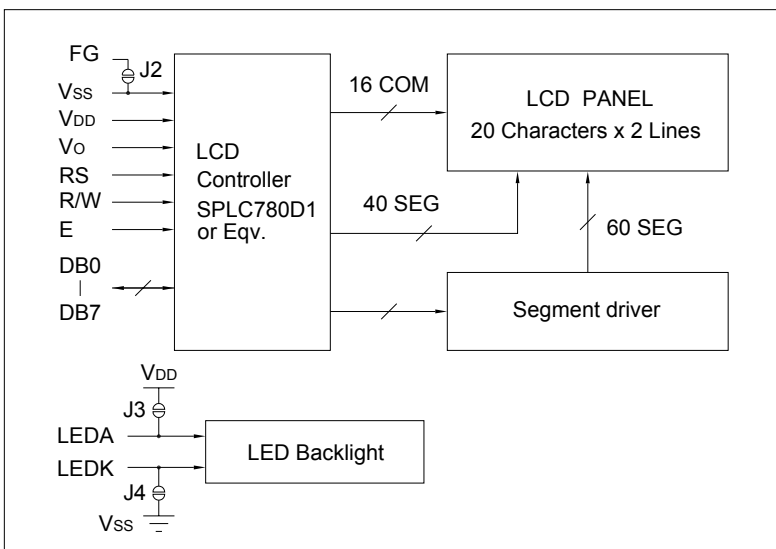 FG
J2
VSS
VDD
VO
RS
R/W
E
DB0
|
DB7
LCD
Controller
SPLC780D1
or Eqv.
16 COM
LCD PANEL
20 Characters x 2 Lines
40 SEG
60 SEG
Segment driver
VDD
J3
LEDA
LEDK
J4
VSS
LED Backlight